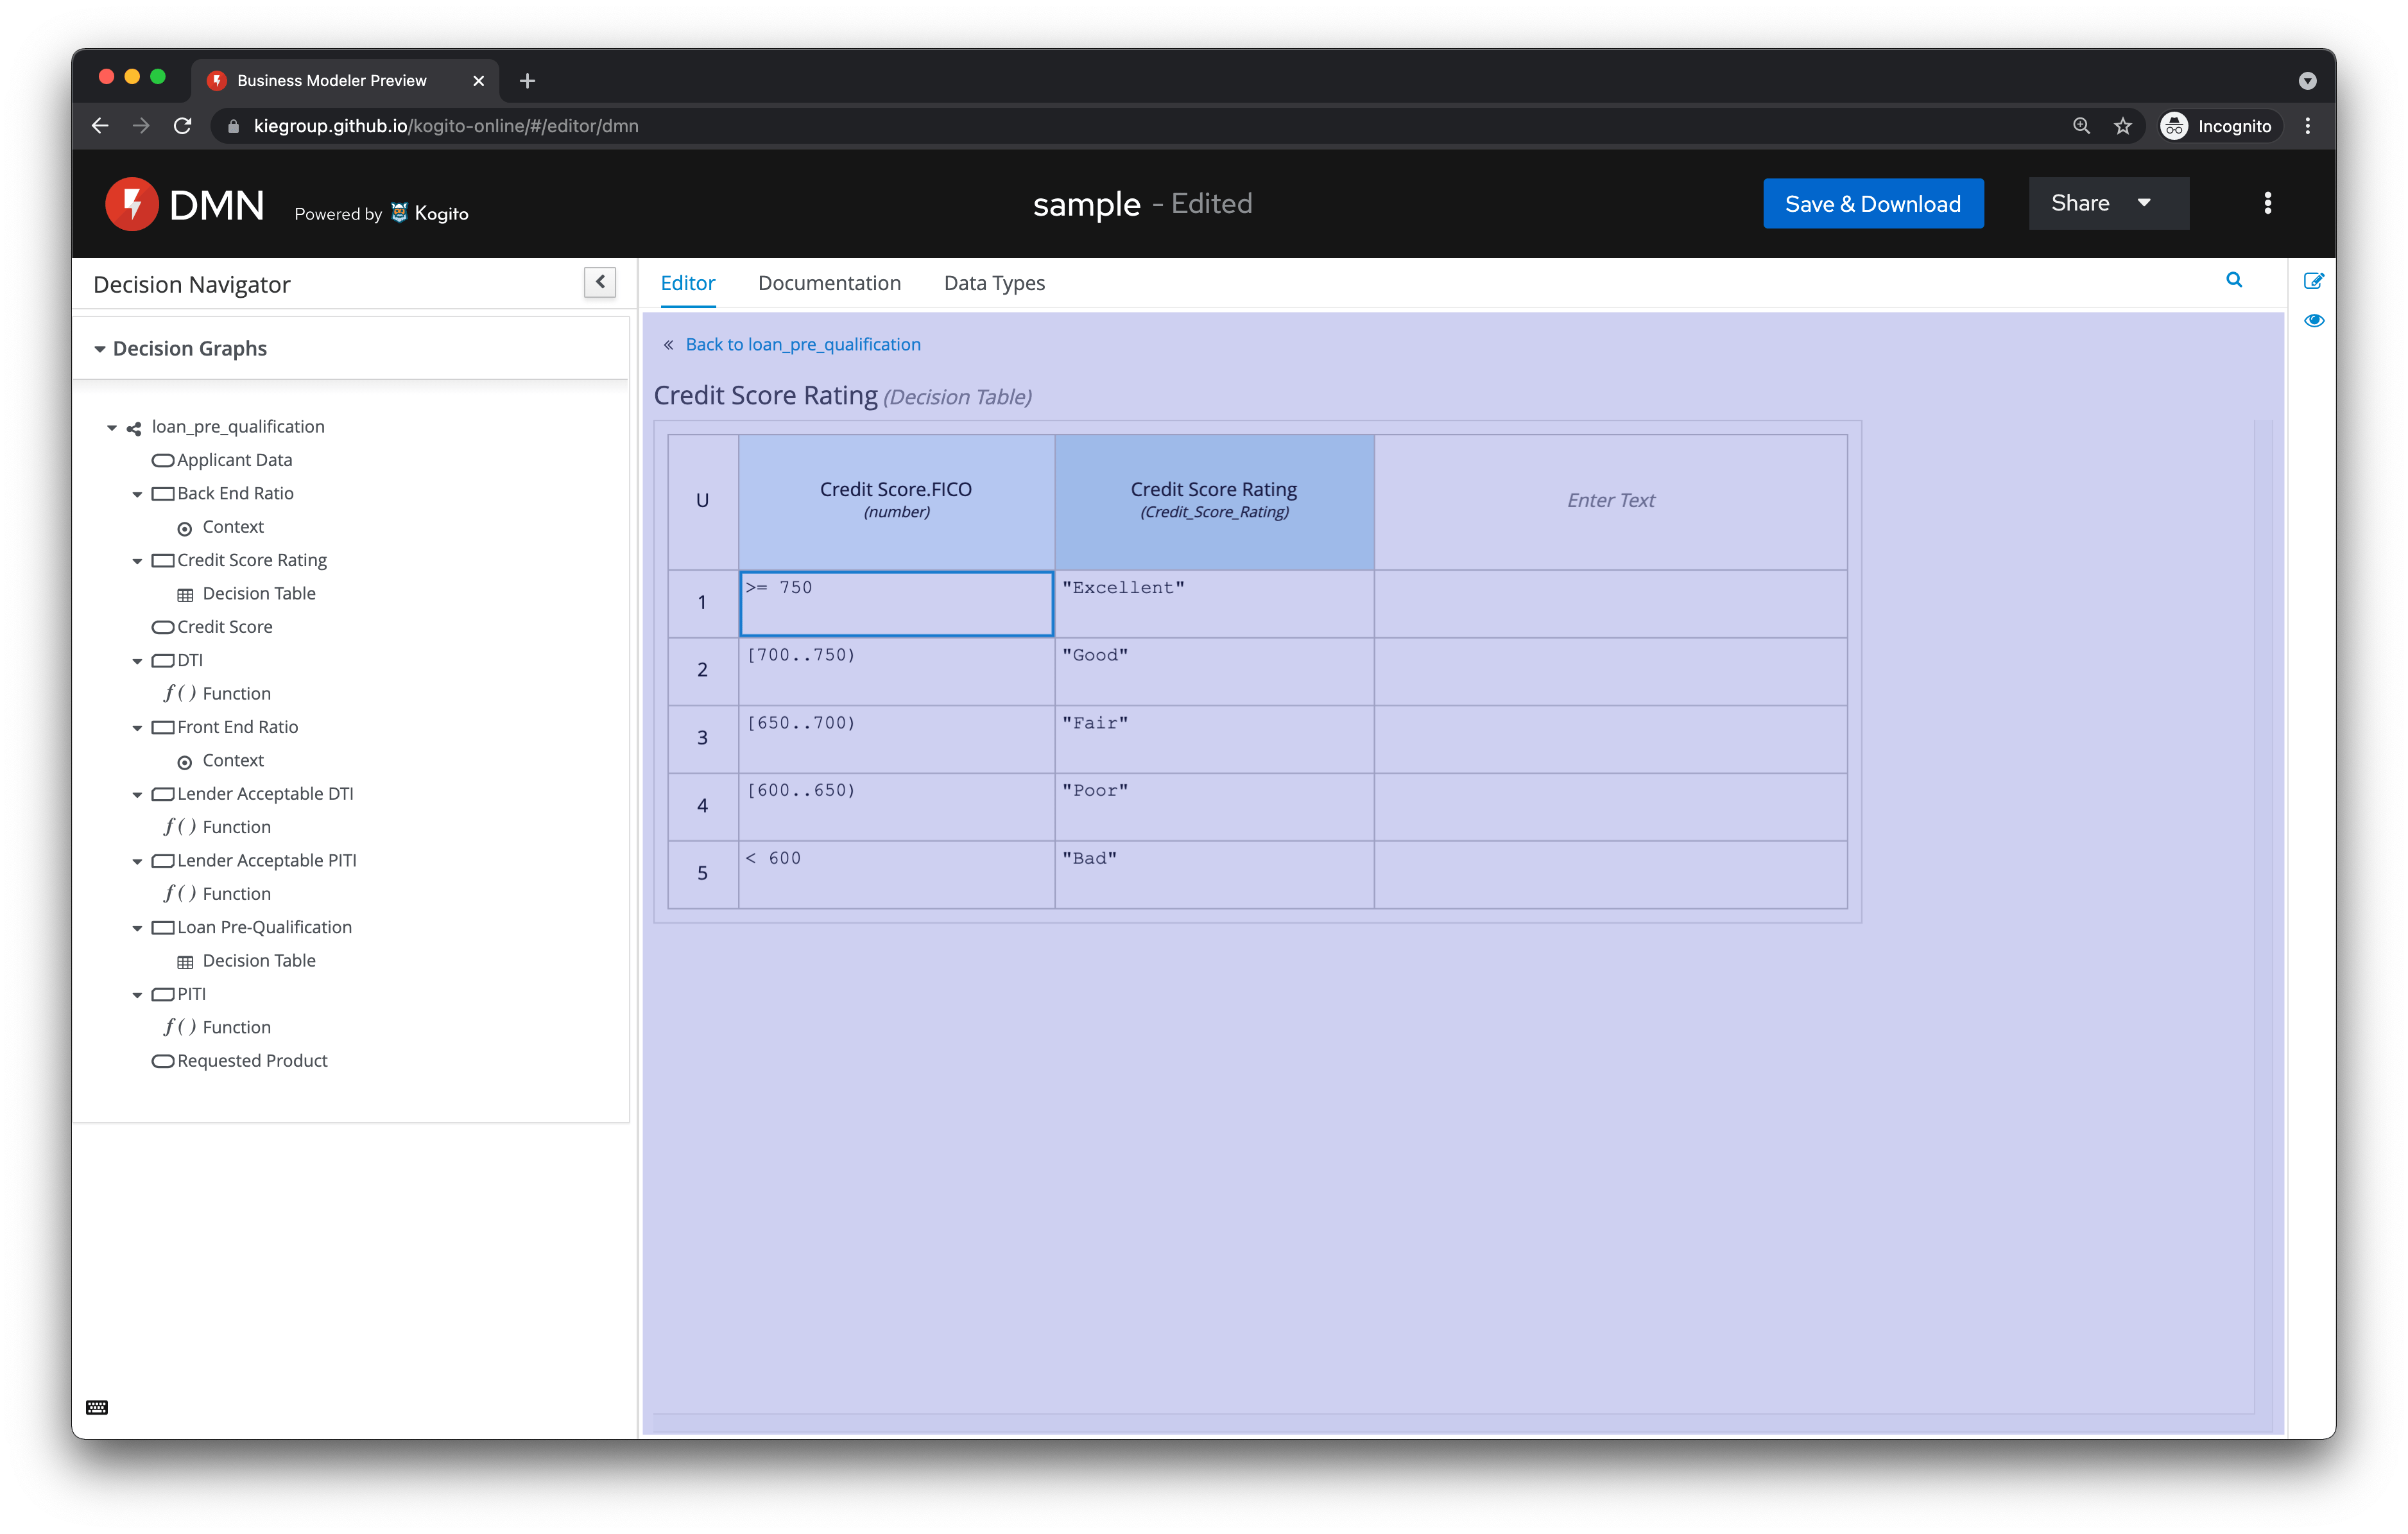 Business Modeler Preview
kiegroup.github.io/kogito-online/#/editor/dmn
Incognito
DMN
Powered by Kogito
sample - Edited
Save & Download
Share
Decision Navigator
Editor
Documentation
Data Types
Decision Graphs
loan_pre_qualification
Applicant Data
Back End Ratio
Context
Credit Score Rating
Decision Table
Credit Score
DTI
f ( ) Function
Front End Ratio
Context
Lender Acceptable DTI
f ( ) Function
Lender Acceptable PITI
f ( ) Function
Loan Pre-Qualification
Decision Table
PITI
f ( ) Function
Requested Product
« Back to loan_pre_qualification
Credit Score Rating (Decision Table)
U
Credit Score.FICO
(number)
Credit Score Rating
(Credit_Score_Rating)
Enter Text
1 >= 750 "Excellent"
2 [700..750) "Good"
3 [650..700) "Fair"
4 [600..650) "Poor"
5 < 600 "Bad"